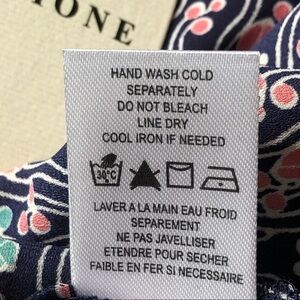 IONE
HAND WASH COLD
SEPARATELY
DO NOT BLEACH
LINE DRY
COOL IRON IF NEEDED
30°C
LAVER A LA MAIN EAU FROID
SEPAREMENT
NE PAS JAVELLISER
ETENDRE POUR SECHER
FAIBLE EN FER SI NECESSAIRE